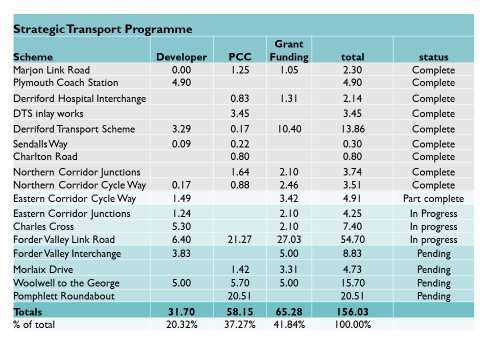 Strategic Transport Programme
Grant
Scheme Developer PCC Funding total status
Marjon Link Road 0.00 1.25 1.05 2.30 Complete
Plymouth Coach Station 4.90 4.90 Complete
Derriford Hospital Interchange 0.83 1.31 2.14 Complete
DTS inlay works 3.45 3.45 Complete
Derriford Transport Scheme 3.29 0.17 10.40 13.86 Complete
Sendalls Way 0.09 0.22 0.30 Complete
Charlton Road 0.80 0.80 Complete
Northern Corridor Junctions 1.64 2.10 3.74 Complete
Northern Corridor Cycle Way 0.17 0.88 2.46 3.51 Complete
Eastern Corridor Cycle Way 1.49 3.42 4.91 Part complete
Eastern Corridor Junctions 1.24 2.10 4.25 In Progress
Charles Cross 5.30 2.10 7.40 In progress
Forder Valley Link Road 6.40 21.27 27.03 54.70 In progress
Forder Valley Interchange 3.83 5.00 8.83 Pending
Morlaix Drive 1.42 3.31 4.73 Pending
Woolwell to the George 5.00 5.70 5.00 15.70 Pending
Pomphlett Roundabout 20.51 20.51 Pending
Totals 31.70 58.15 65.28 156.03
% of total 20.32% 37.27% 41.84% 100.00%